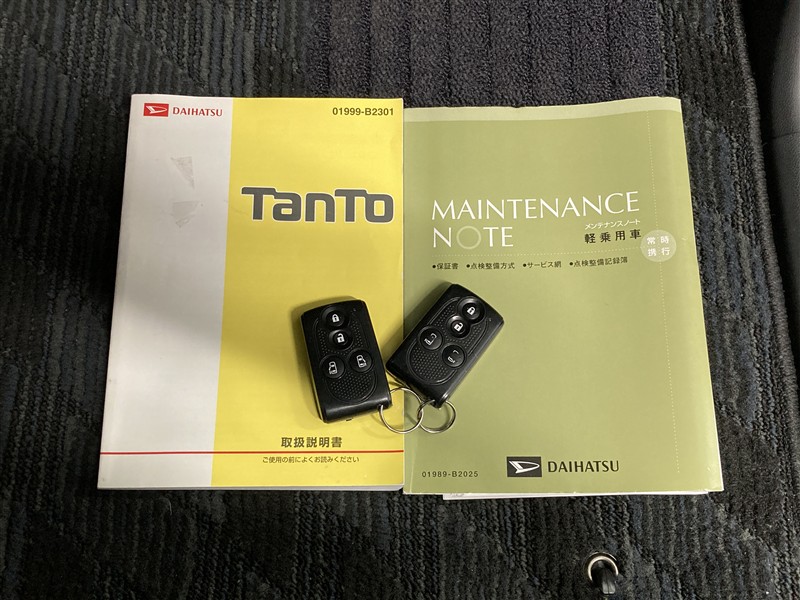 DAIHATSU
01999-B2301
TanTo
取扱説明書
ご使用の前によくお読みください
MAINTENANCE
NOTE
メンテナンスノート
軽乗用車
常時
携行
●保証書 ●点検整備方式 ●サービス網 ●点検整備記録簿
01989-B2025
DAIHATSU